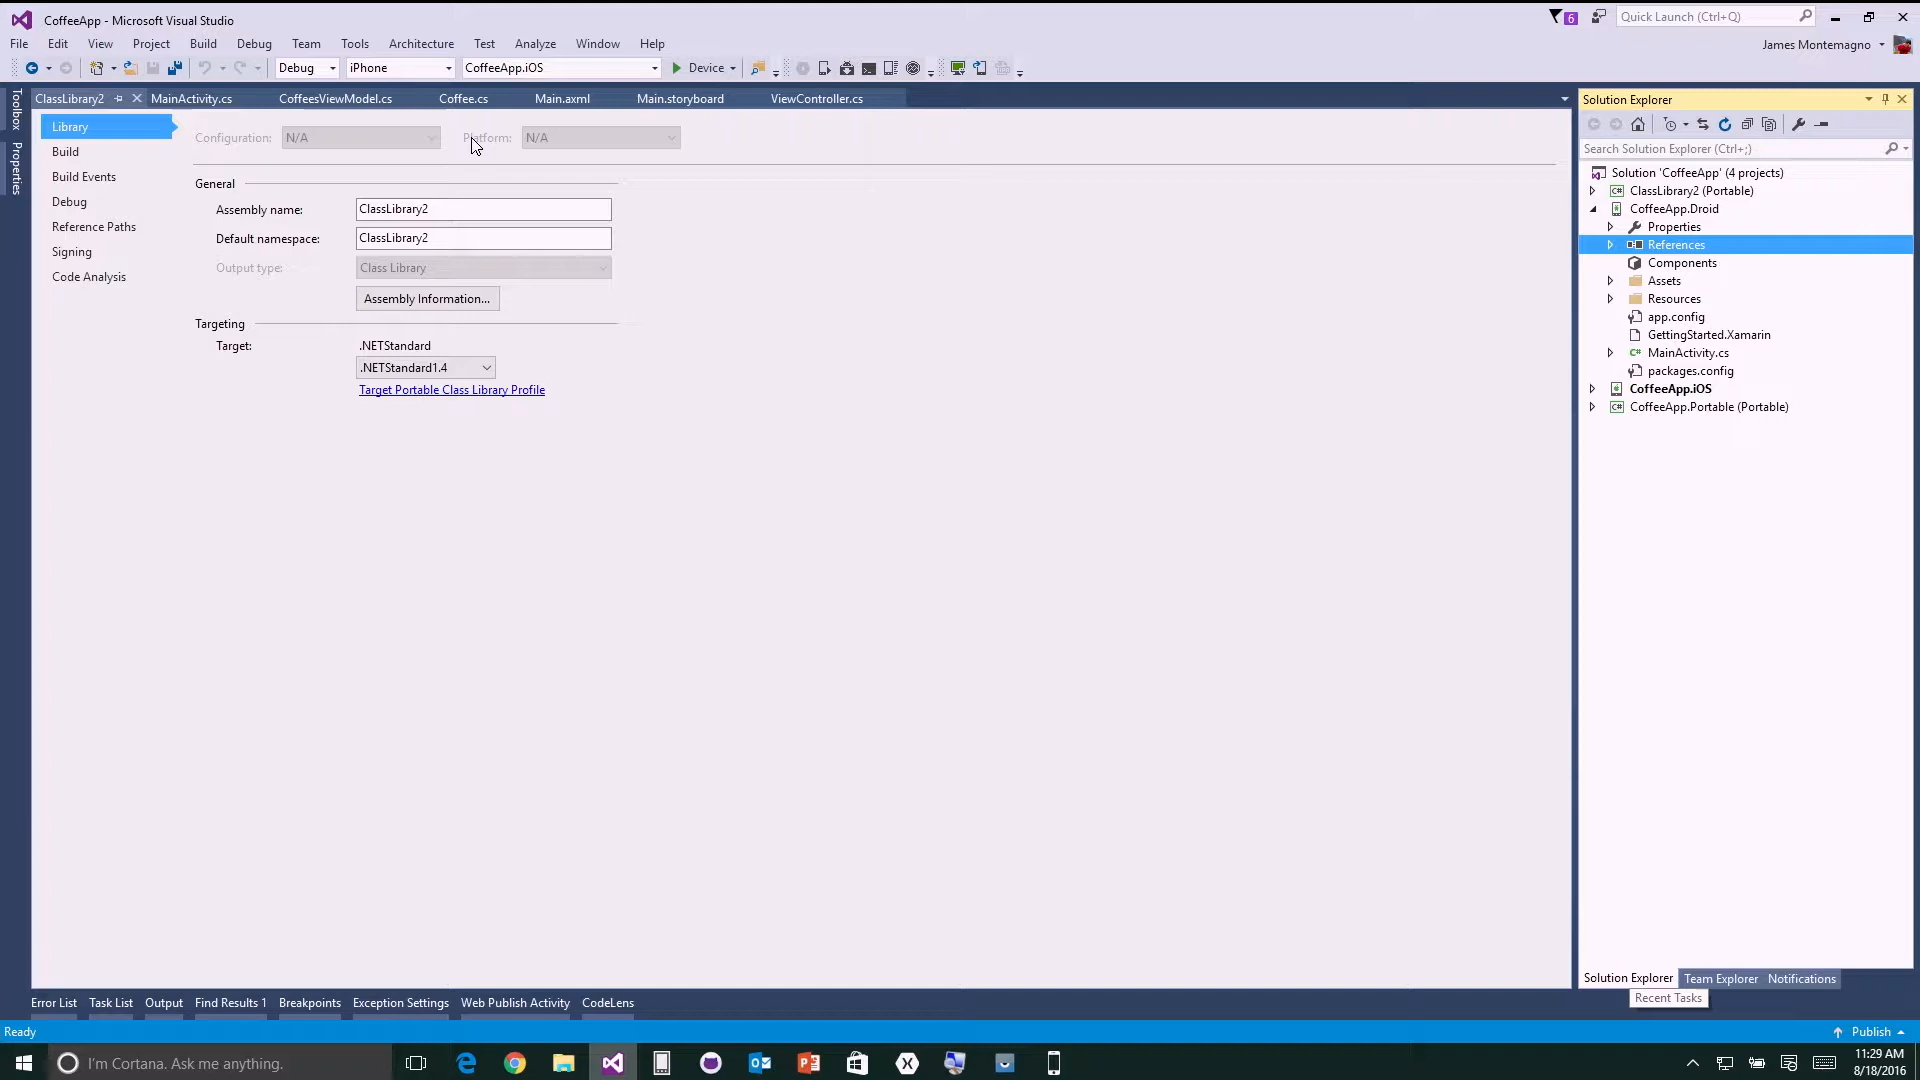 CoffeeApp - Microsoft Visual Studio
6
Quick Launch (Ctrl+Q)
File Edit View Project Build Debug Team Tools Architecture Test Analyze Window Help
James Montemagno
Debug iPhone CoffeeApp.iOS Device
Toolbox
Properties
ClassLibrary2 MainActivity.cs CoffeesViewModel.cs Coffee.cs Main.axml Main.storyboard ViewController.cs
Library
Build
Build Events
Debug
Reference Paths
Signing
Code Analysis
Configuration: N/A Platform: N/A
General
Assembly name: ClassLibrary2
Default namespace: ClassLibrary2
Output type: Class Library
Assembly Information...
Targeting
Target: .NETStandard
.NETStandard1.4
Target Portable Class Library Profile
Solution Explorer
Search Solution Explorer (Ctrl+;)
Solution 'CoffeeApp' (4 projects)
ClassLibrary2 (Portable)
CoffeeApp.Droid
Properties
References
Components
Assets
Resources
app.config
GettingStarted.Xamarin
MainActivity.cs
packages.config
CoffeeApp.iOS
CoffeeApp.Portable (Portable)
Solution Explorer Team Explorer Notifications
Recent Tasks
Error List Task List Output Find Results 1 Breakpoints Exception Settings Web Publish Activity CodeLens
Ready
Publish
I'm Cortana. Ask me anything.
11:29 AM
8/18/2016